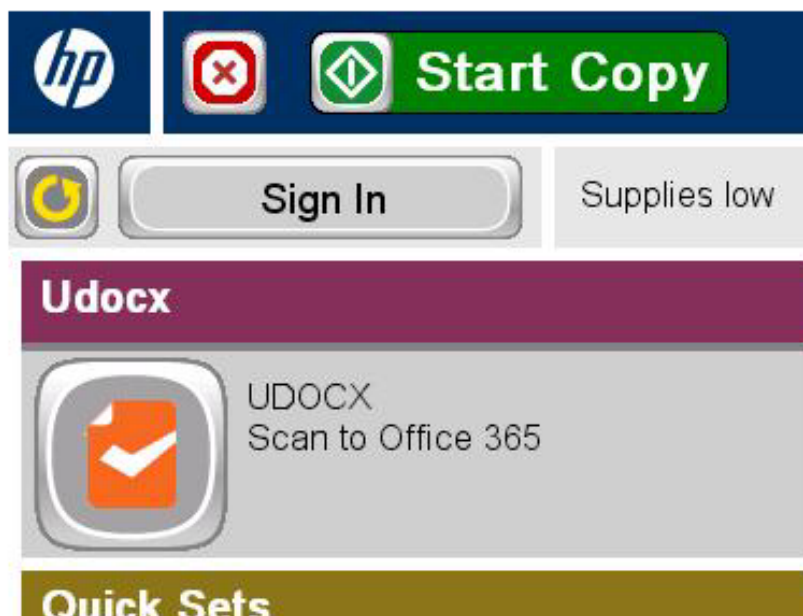 hp
Start Copy
Sign In
Supplies low
Udocx
UDOCX
Scan to Office 365
Quick Sets